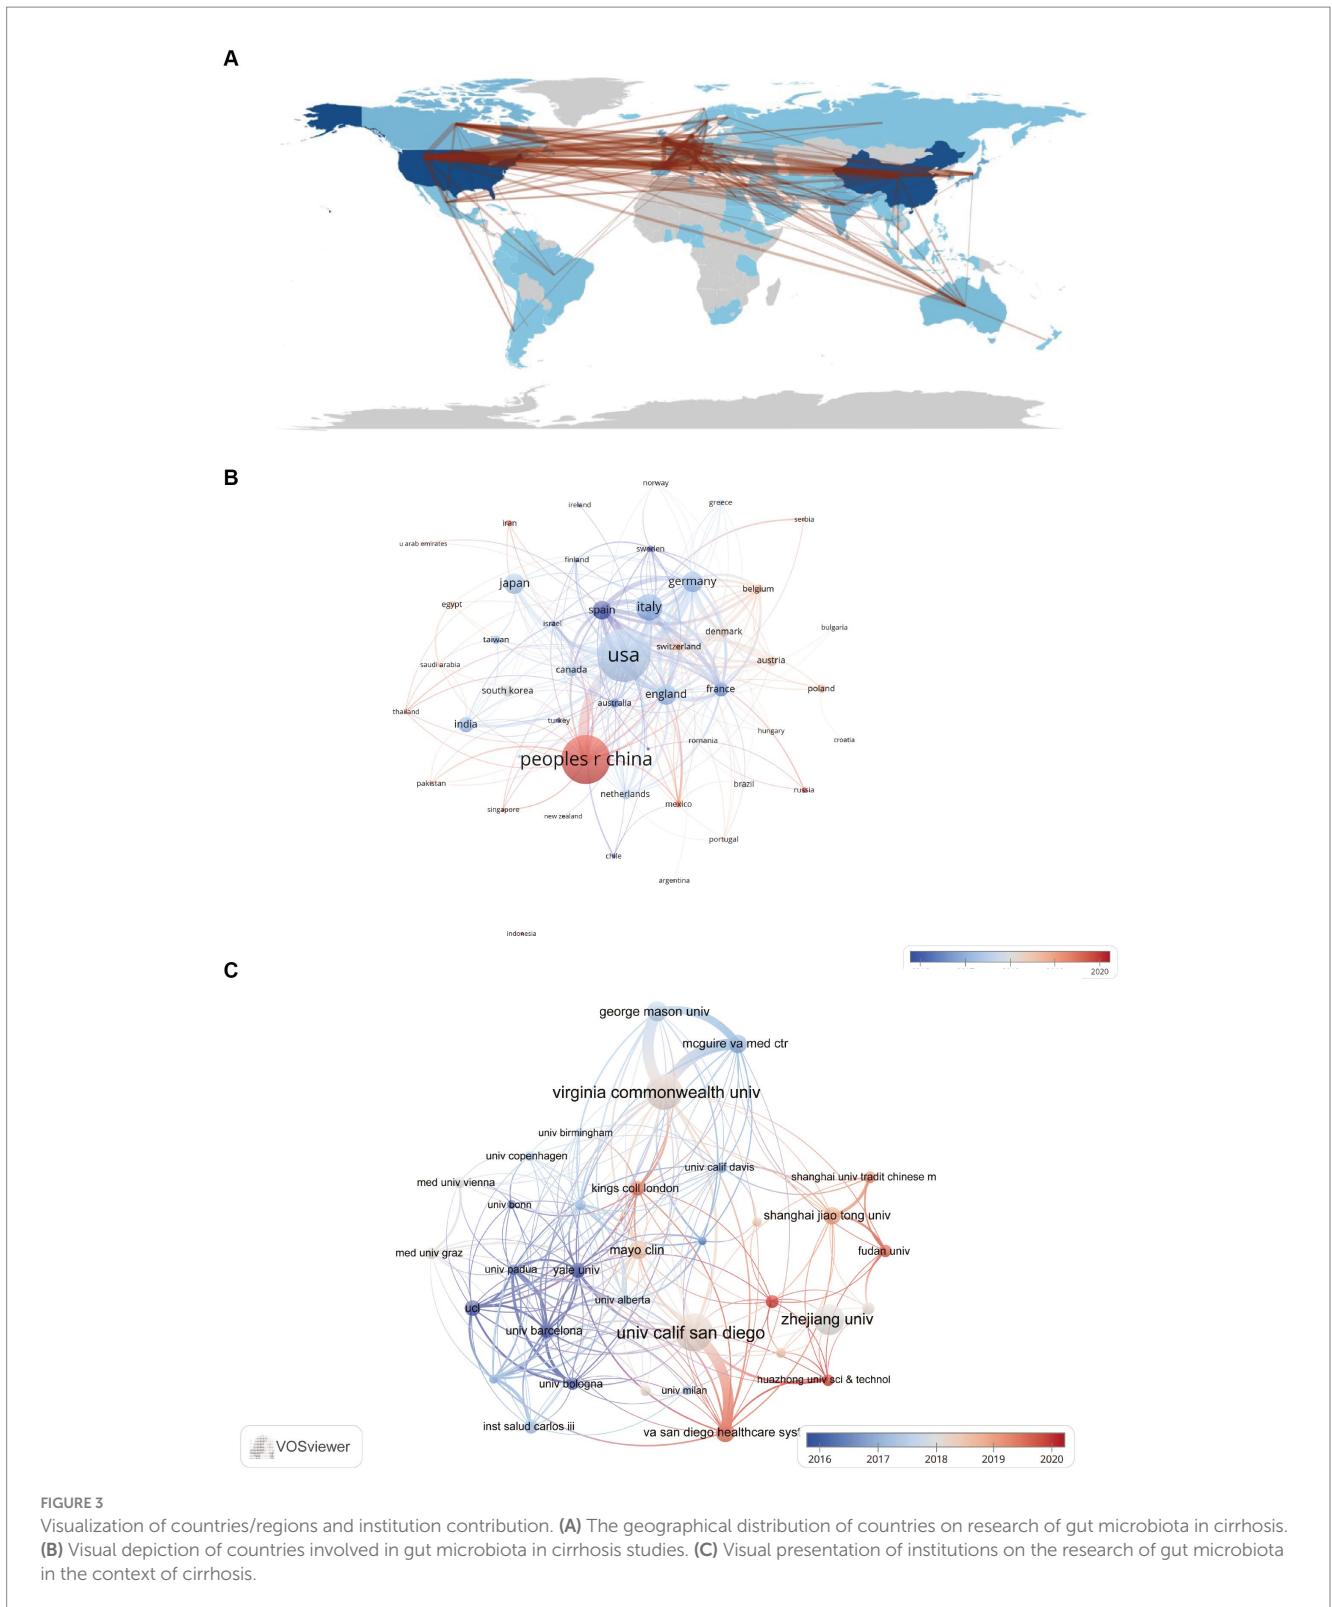 A
B
norway
ireland
greece
iran
serbia
u arab emirates
sweden
finland
japan
germany
belgium
egypt
spain
italy
israel
denmark
bulgaria
taiwan
switzerland
usa
saudi arabia
canada
austria
south korea
england
france
poland
australia
thailand
india
turkey
hungary
romania
croatia
peoples r china
pakistan
netherlands
brazil
russia
mexico
singapore
new zealand
portugal
chile
argentina
indonesia
2020
C
george mason univ
mcguire va med ctr
virginia commonwealth univ
univ birmingham
univ copenhagen
univ calif davis
shanghai univ tradit chinese m
med univ vienna
kings coll london
univ bonn
shanghai jiao tong univ
med univ graz
mayo clin
fudan univ
univ padua
yale univ
univ alberta
ucl
zhejiang univ
univ barcelona
univ calif san diego
huazhong univ sci & technol
univ bologna
univ milan
inst salud carlos iii
va san diego healthcare syst
VOSviewer
2016 2017 2018 2019 2020
FIGURE 3
Visualization of countries/regions and institution contribution. (A) The geographical distribution of countries on research of gut microbiota in cirrhosis.
(B) Visual depiction of countries involved in gut microbiota in cirrhosis studies. (C) Visual presentation of institutions on the research of gut microbiota
in the context of cirrhosis.